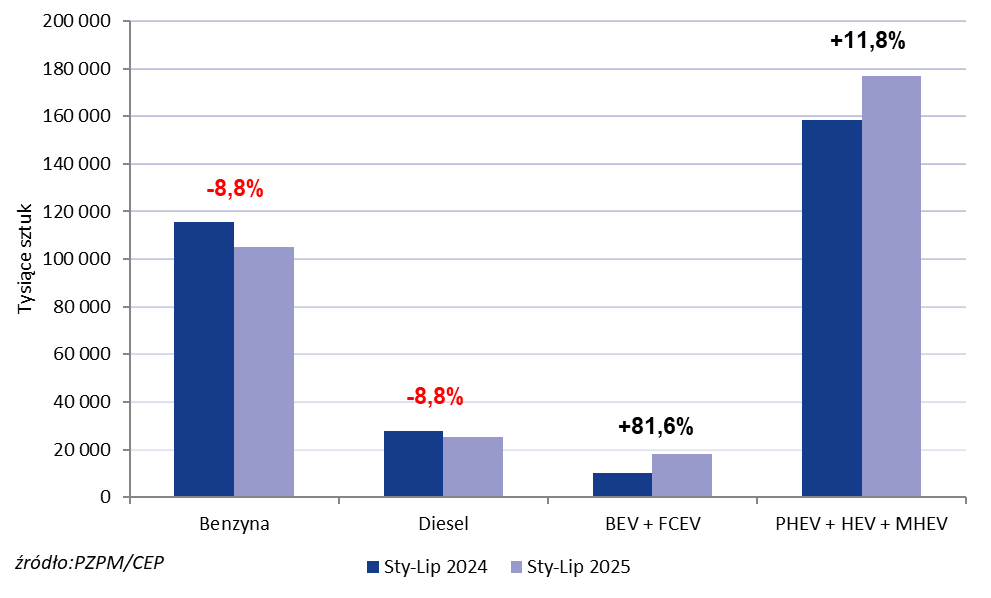 200 000
180 000
160 000
140 000
120 000
100 000
80 000
60 000
40 000
20 000
0
Tysiące sztuk
-8,8%
-8,8%
+81,6%
+11,8%
Benzyna
Diesel
BEV + FCEV
PHEV + HEV + MHEV
źródło:PZPM/CEP
Sty-Lip 2024
Sty-Lip 2025